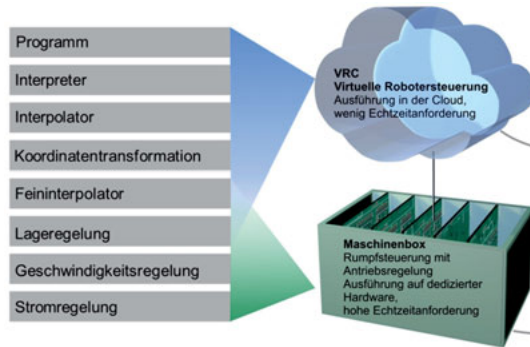 Programm
Interpreter
Interpolator
Koordinatentransformation
Feininterpolator
Lageregelung
Geschwindigkeitsregelung
Stromregelung
VRC
Virtuelle Robotersteuerung
Ausführung in der Cloud,
wenig Echtzeitanforderung
Maschinenbox
Rumpfsteuerung mit
Antriebsregelung
Ausführung auf dedizierter
Hardware,
hohe Echtzeitanforderung